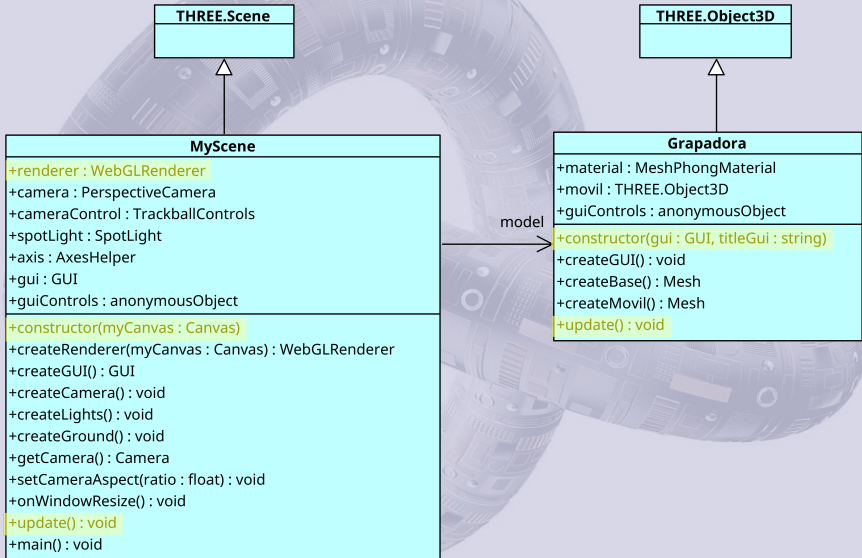 THREE.Scene
THREE.Object3D
MyScene
+renderer : WebGLRenderer
+camera : PerspectiveCamera
+cameraControl : TrackballControls
+spotLight : SpotLight
+axis : AxesHelper
+gui : GUI
+guiControls : anonymousObject
+constructor(myCanvas : Canvas)
+createRenderer(myCanvas : Canvas) : WebGLRenderer
+createGUI() : GUI
+createCamera() : void
+createLights() : void
+createGround() : void
+getCamera() : Camera
+setCameraAspect(ratio : float) : void
+onWindowResize() : void
+update() : void
+main() : void
model
Grapadora
+material : MeshPhongMaterial
+movil : THREE.Object3D
+guiControls : anonymousObject
+constructor(gui : GUI, titleGui : string)
+createGUI() : void
+createBase() : Mesh
+createMovil() : Mesh
+update() : void